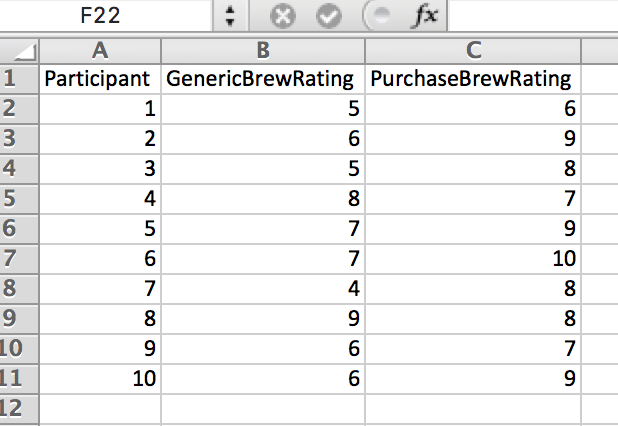 F22 fx
A B C
1 Participant GenericBrewRating PurchaseBrewRating
2 1 5 6
3 2 6 9
4 3 5 8
5 4 8 7
6 5 7 9
7 6 7 10
8 7 4 8
9 8 9 8
10 9 6 7
11 10 6 9
12